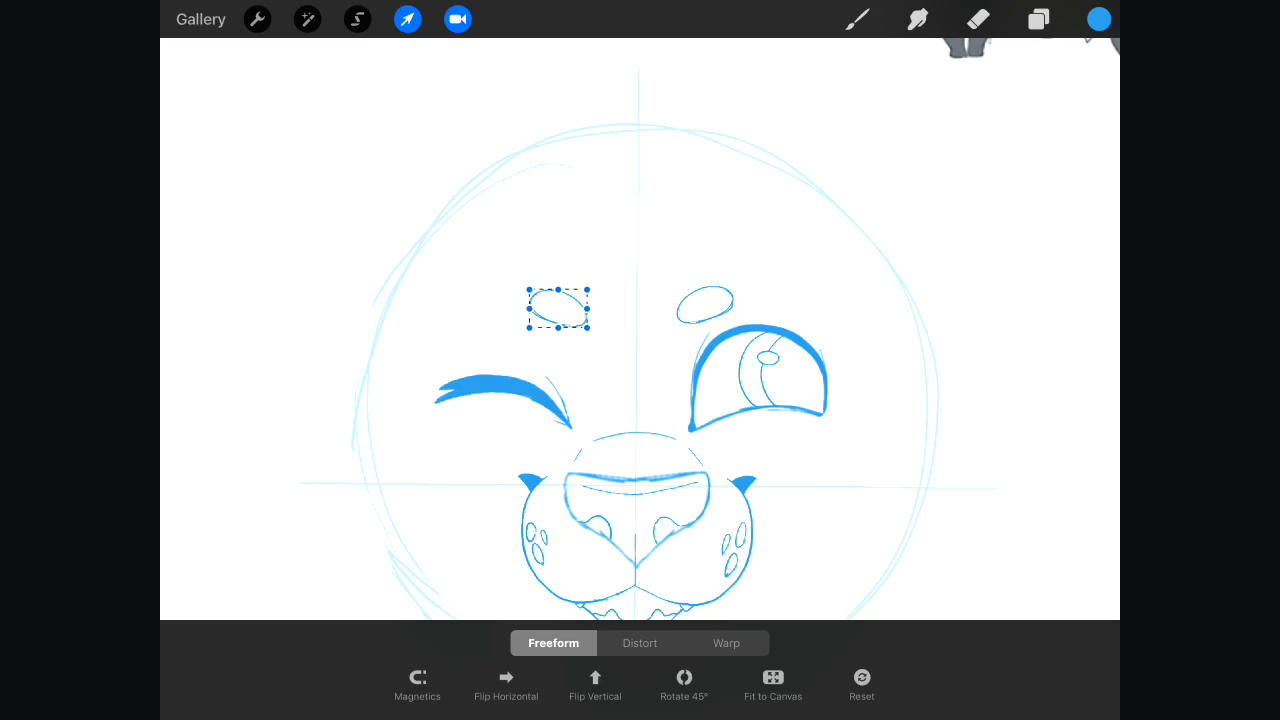 Gallery
Freeform Distort Warp
Magnetics Flip Horizontal Flip Vertical Rotate 45° Fit to Canvas Reset